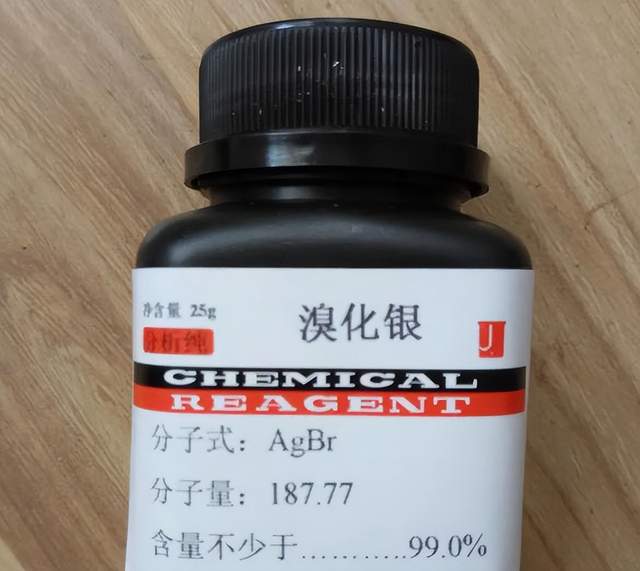 净含量 25g
溴化银
分析纯
CHEMICAL
REAGENT
分子式：AgBr
分子量：187.77
含量不少于...........99.0%